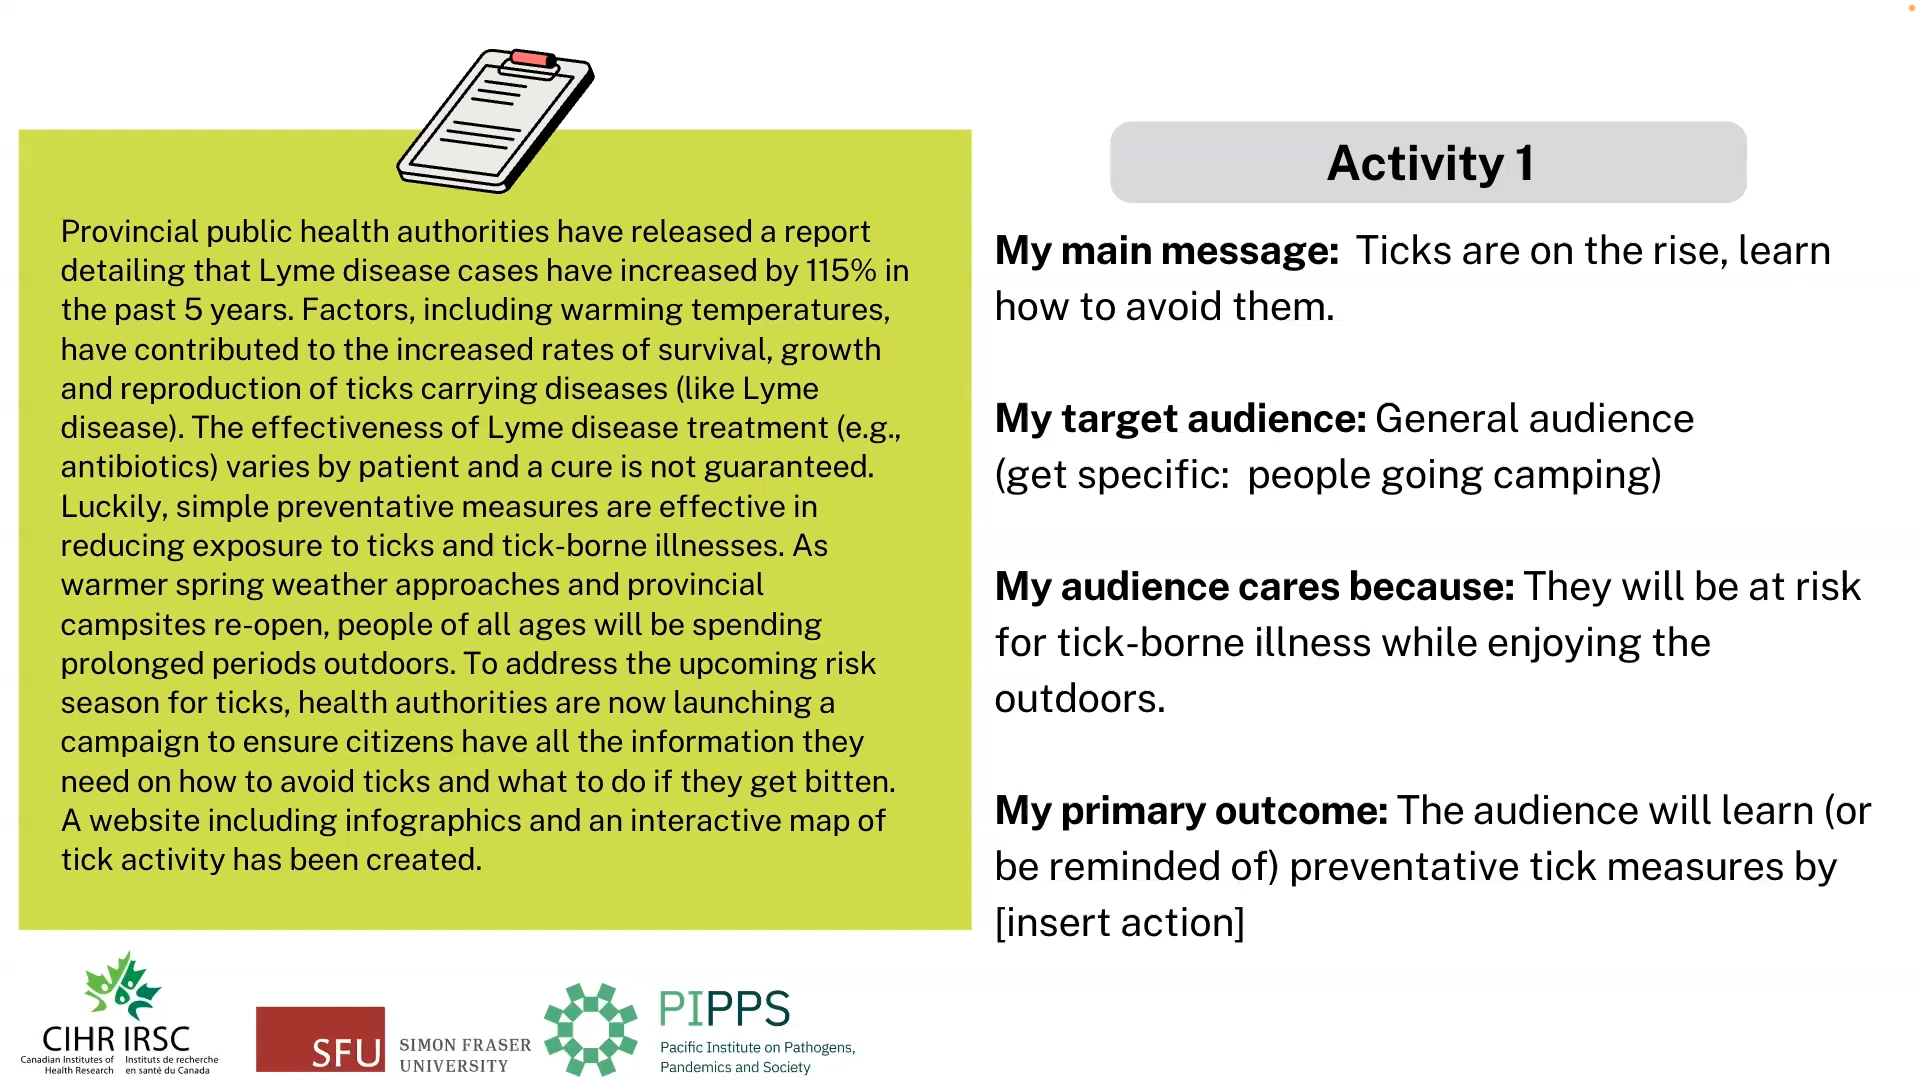 Provincial public health authorities have released a report
detailing that Lyme disease cases have increased by 115% in
the past 5 years. Factors, including warming temperatures,
have contributed to the increased rates of survival, growth
and reproduction of ticks carrying diseases (like Lyme
disease). The effectiveness of Lyme disease treatment (e.g.,
antibiotics) varies by patient and a cure is not guaranteed.
Luckily, simple preventative measures are effective in
reducing exposure to ticks and tick-borne illnesses. As
warmer spring weather approaches and provincial
campsites re-open, people of all ages will be spending
prolonged periods outdoors. To address the upcoming risk
season for ticks, health authorities are now launching a
campaign to ensure citizens have all the information they
need on how to avoid ticks and what to do if they get bitten.
A website including infographics and an interactive map of
tick activity has been created.
Activity 1
My main message: Ticks are on the rise, learn
how to avoid them.
My target audience: General audience
(get specific: people going camping)
My audience cares because: They will be at risk
for tick-borne illness while enjoying the
outdoors.
My primary outcome: The audience will learn (or
be reminded of) preventative tick measures by
[insert action]
CIHR IRSC
Canadian Institutes of Instituts de recherche
Health Research en santé du Canada
SFU
SIMON FRASER
UNIVERSITY
PIPPS
Pacific Institute on Pathogens,
Pandemics and Society